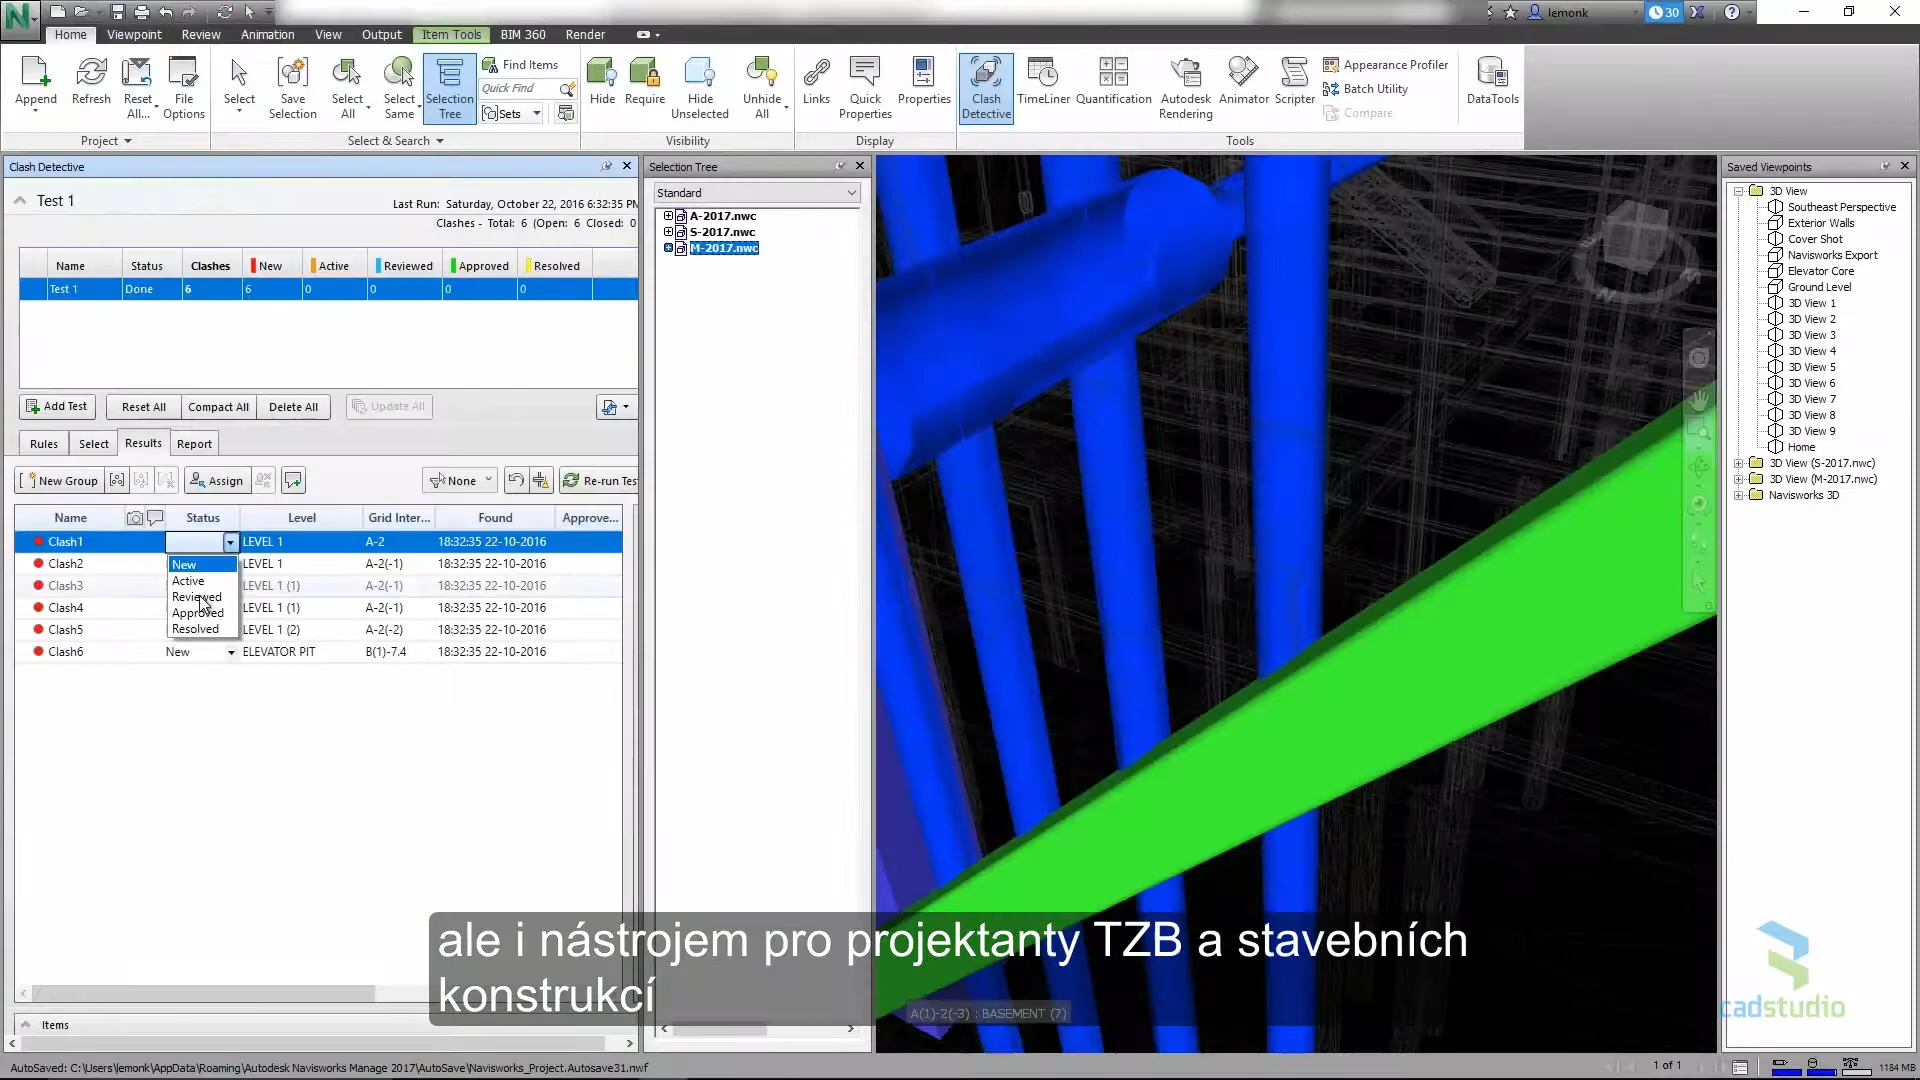 lemonk
30
Home Viewpoint Review Animation View Output Item Tools BIM 360 Render
Append
Refresh
Reset All...
File Options
Select
Save Selection
Select All
Select Same
Selection Tree
Find Items
Quick Find
Sets
Hide
Require
Hide Unselected
Unhide All
Links
Quick Properties
Properties
Clash Detective
TimeLiner
Quantification
Autodesk Rendering
Animator
Scripter
Appearance Profiler
Batch Utility
Compare
DataTools
Project
Select & Search
Visibility
Display
Tools
Clash Detective
Test 1
Last Run: Saturday, October 22, 2016 6:32:35 PM
Clashes - Total: 6 (Open: 6 Closed: 0
Name Status Clashes New Active Reviewed Approved Resolved
Test 1 Done 6 6 0 0 0 0
Add Test Reset All Compact All Delete All Update All
Rules Select Results Report
New Group Assign None Re-run Test
Name Status Level Grid Inter... Found Approve...
Clash1 LEVEL 1 A-2 18:32:35 22-10-2016
Clash2 LEVEL 1 A-2(-1) 18:32:35 22-10-2016
Clash3 LEVEL 1 (1) A-2(-1) 18:32:35 22-10-2016
Clash4 LEVEL 1 (1) A-2(-1) 18:32:35 22-10-2016
Clash5 LEVEL 1 (2) A-2(-2) 18:32:35 22-10-2016
Clash6 New ELEVATOR PIT B(1)-7.4 18:32:35 22-10-2016
New
Active
Reviewed
Approved
Resolved
Items
Selection Tree
Standard
A-2017.nwc
S-2017.nwc
M-2017.nwc
ale i nástrojem pro projektanty TZB a stavebních
konstrukcí
A(1)-2(-3) : BASEMENT (7)
Saved Viewpoints
3D View
Southeast Perspective
Exterior Walls
Cover Shot
Navisworks Export
Elevator Core
Ground Level
3D View 1
3D View 2
3D View 3
3D View 4
3D View 5
3D View 6
3D View 7
3D View 8
3D View 9
Home
3D View (S-2017.nwc)
3D View (M-2017.nwc)
Navisworks 3D
cadstudio
AutoSaved: C:\Users\lemonk\AppData\Roaming\Autodesk Navisworks Manage 2017\AutoSave\Navisworks_Project.Autosave31.nwf
1 of 1
1184 MB